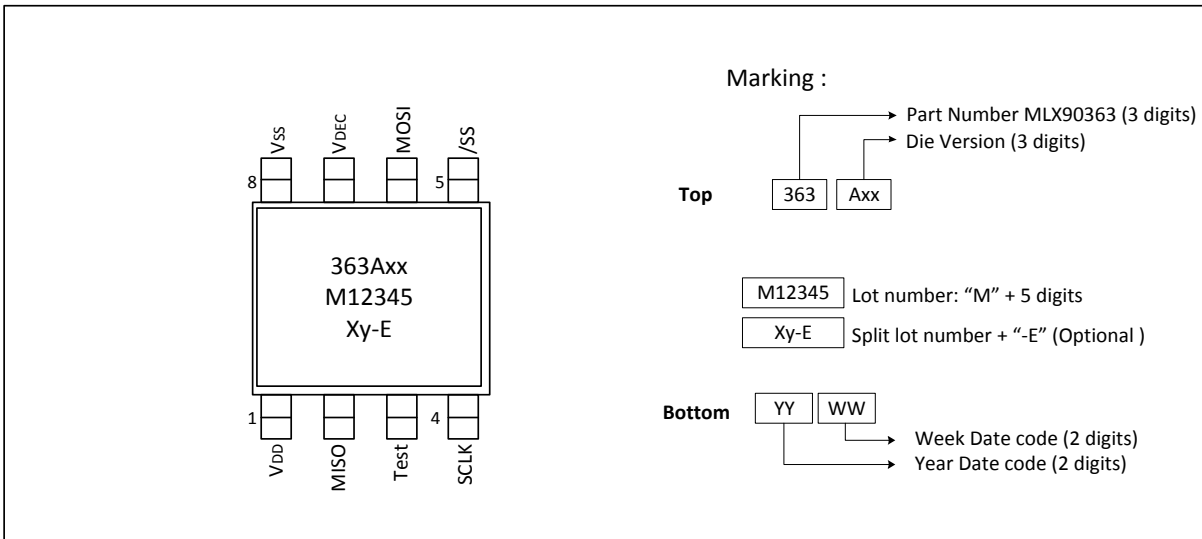 Marking :
VSS VDEC MOSI /SS
8 5
363Axx
M12345
Xy-E
1 4
VDD MISO Test SCLK
Part Number MLX90363 (3 digits)
Die Version (3 digits)
Top 363 Axx
M12345 Lot number: “M” + 5 digits
Xy-E Split lot number + “-E” (Optional )
Bottom YY WW
Week Date code (2 digits)
Year Date code (2 digits)